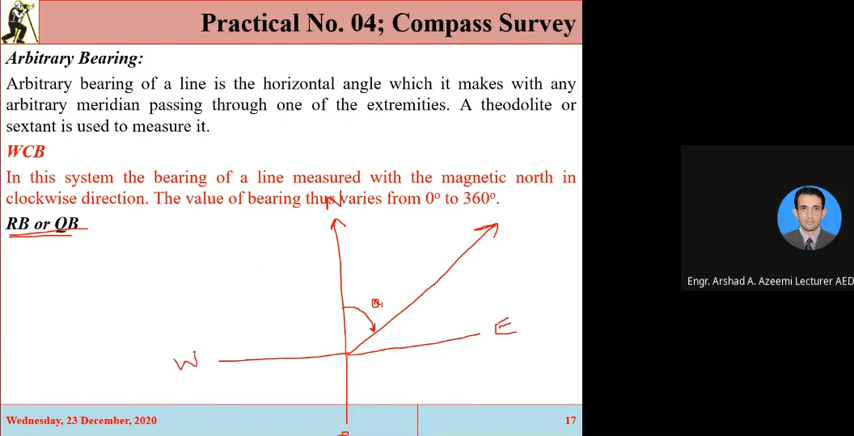 Practical No. 04; Compass Survey
Arbitrary Bearing:
Arbitrary bearing of a line is the horizontal angle which it makes with any
arbitrary meridian passing through one of the extremities. A theodolite or
sextant is used to measure it.
WCB
In this system the bearing of a line measured with the magnetic north in
clockwise direction. The value of bearing thus varies from 0° to 360°.
N
RB or QB
E
W
Engr. Arshad A. Azeemi Lecturer AED
Wednesday, 23 December, 2020
17